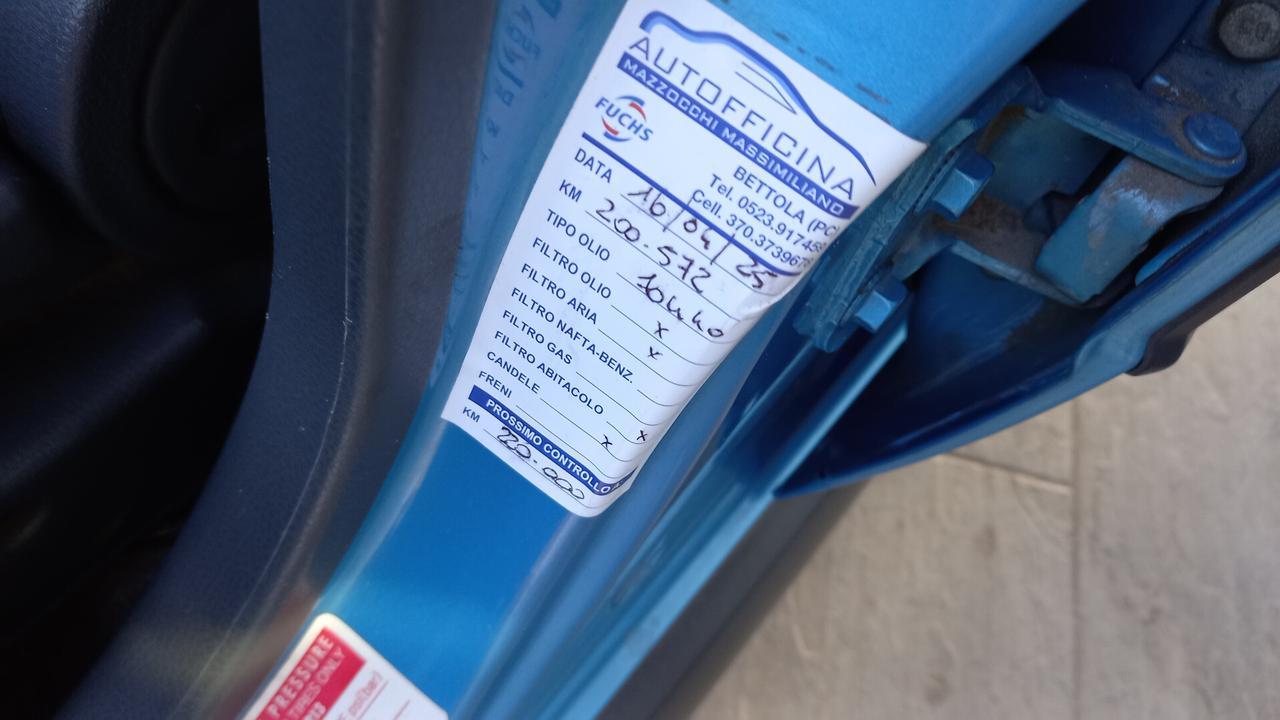 AUTOFFICINA
MAZZOCCHI MASSIMILIANO
FUCHS
BETTOLA (PC
Tel. 0523.91745
Cell. 370.373967
DATA 16/04/25
KM 200.572
TIPO OLIO 10W40
FILTRO OLIO x
FILTRO ARIA x
FILTRO NAFTA-BENZ.
FILTRO GAS
FILTRO ABITACOLO
CANDELE x
FRENI x
PROSSIMO CONTROLLO
KM 220.000
PRESSURE
TIRES ONLY